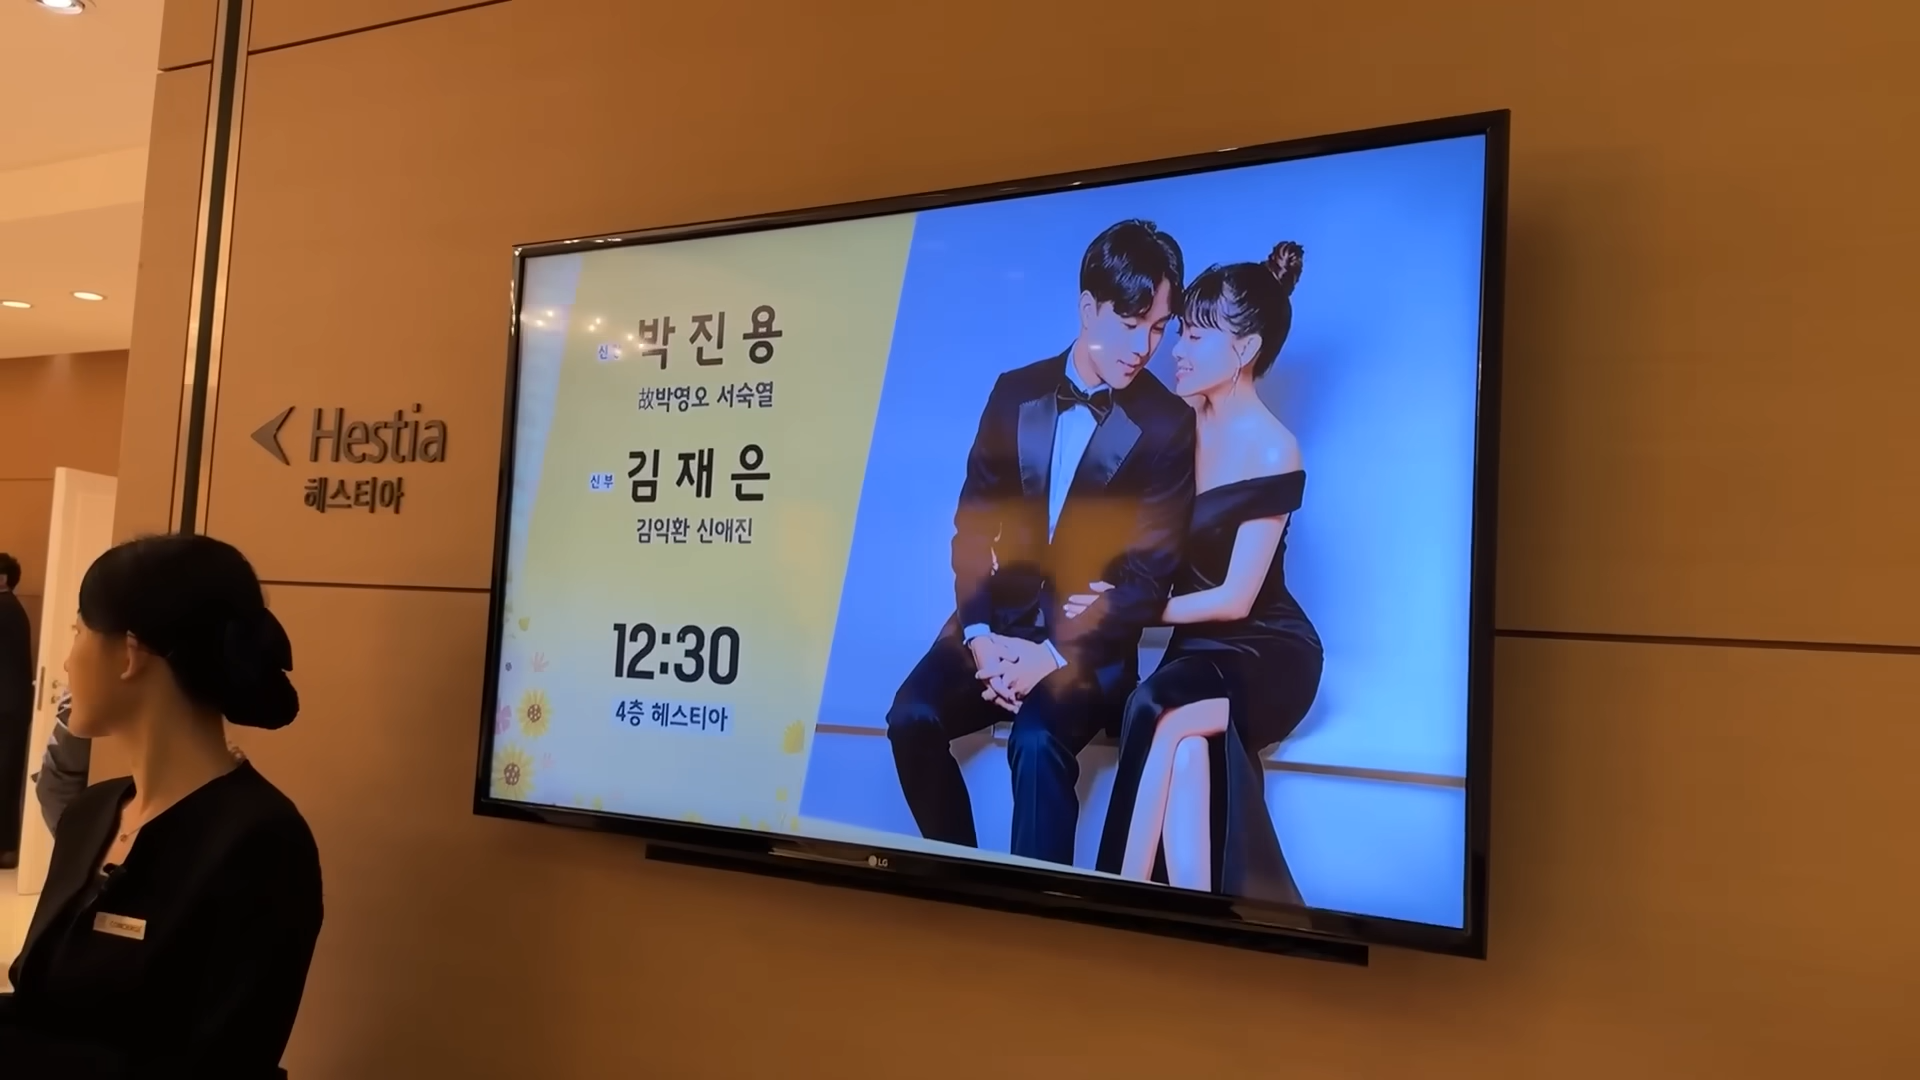 Hestia
헤스티아
박진용
故박영오 서숙열
신부 김재은
김익환 신애진
12:30
4층 헤스티아
LG